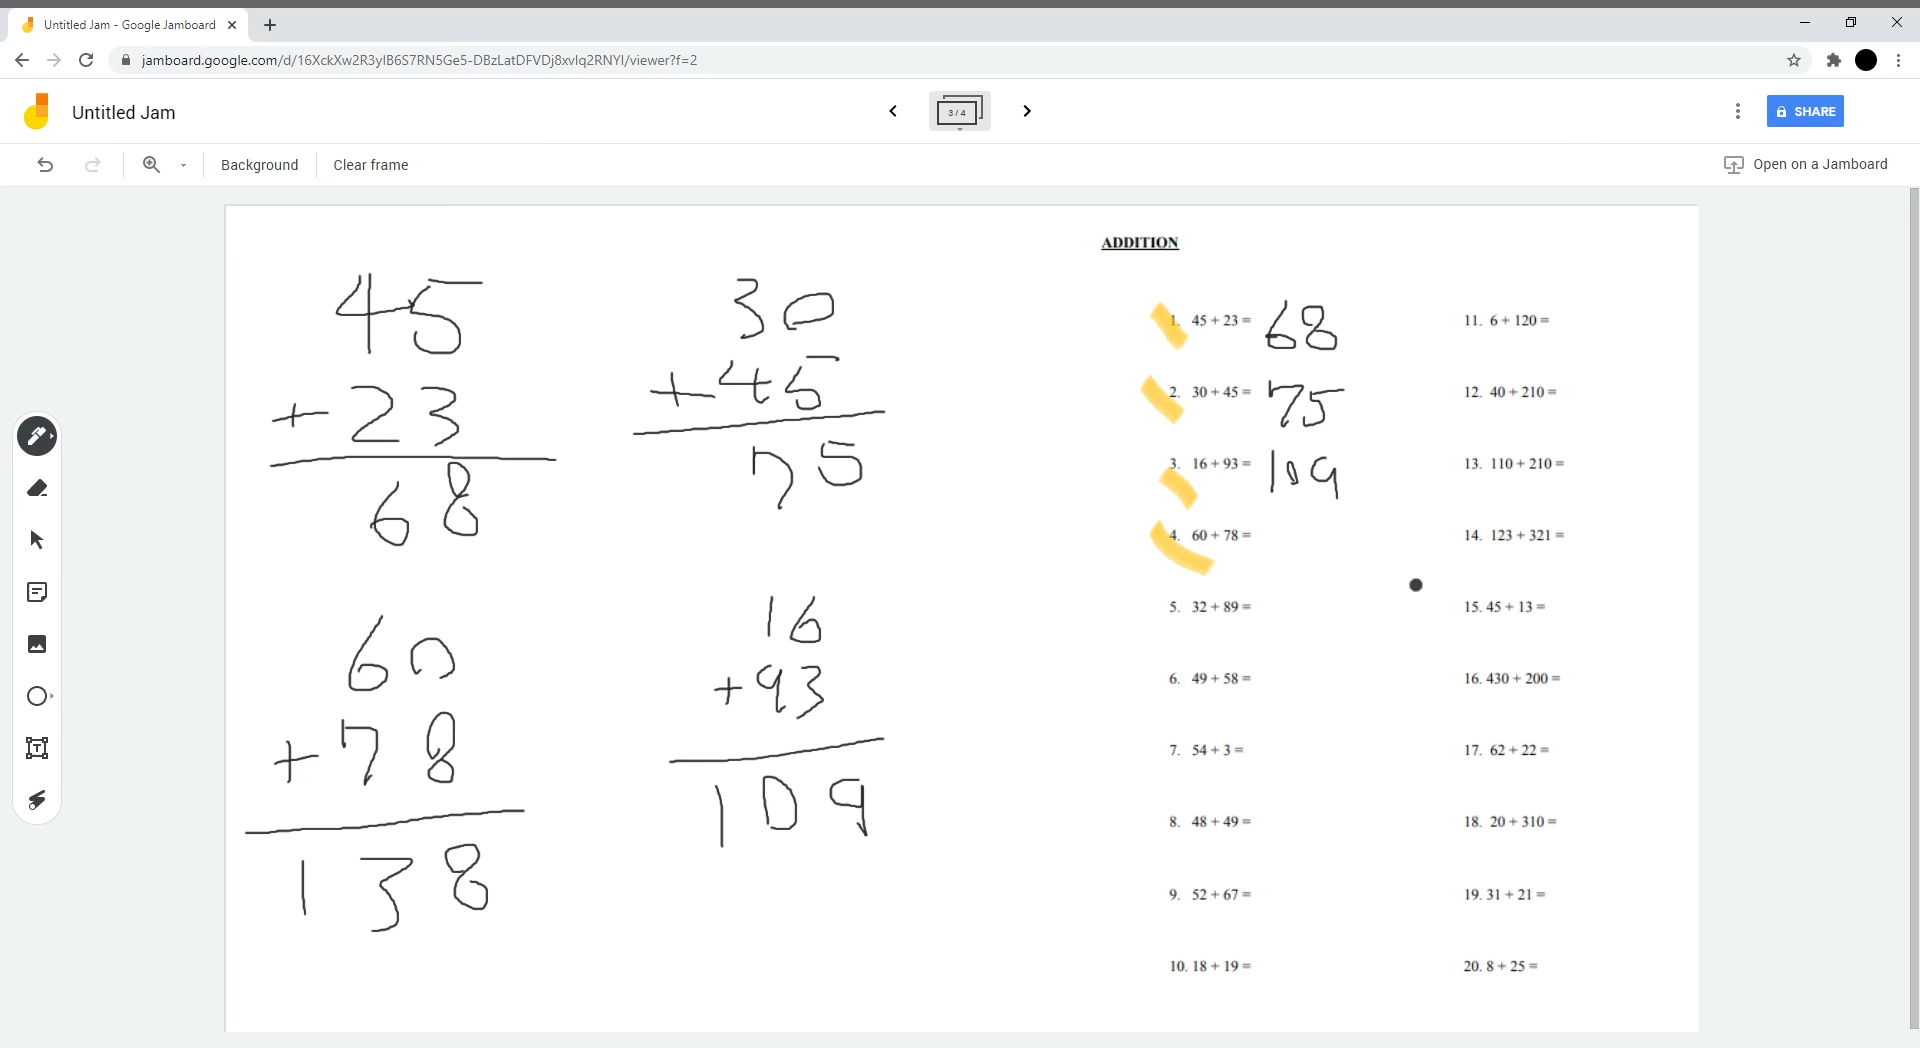 Untitled Jam - Google Jamboard
jamboard.google.com/d/16XckXw2R3yIB6S7RN5Ge5-DBzLatDFVDj8xvlq2RNYI/viewer?f=2
Untitled Jam
3 / 4
SHARE
Background
Clear frame
Open on a Jamboard
45
+ 23
68
30
+ 45
75
60
+ 78
138
16
+ 93
109
ADDITION
1. 45 + 23 = 68
2. 30 + 45 = 75
3. 16 + 93 = 109
4. 60 + 78 =
5. 32 + 89 =
6. 49 + 58 =
7. 54 + 3 =
8. 48 + 49 =
9. 52 + 67 =
10. 18 + 19 =
11. 6 + 120 =
12. 40 + 210 =
13. 110 + 210 =
14. 123 + 321 =
15. 45 + 13 =
16. 430 + 200 =
17. 62 + 22 =
18. 20 + 310 =
19. 31 + 21 =
20. 8 + 25 =